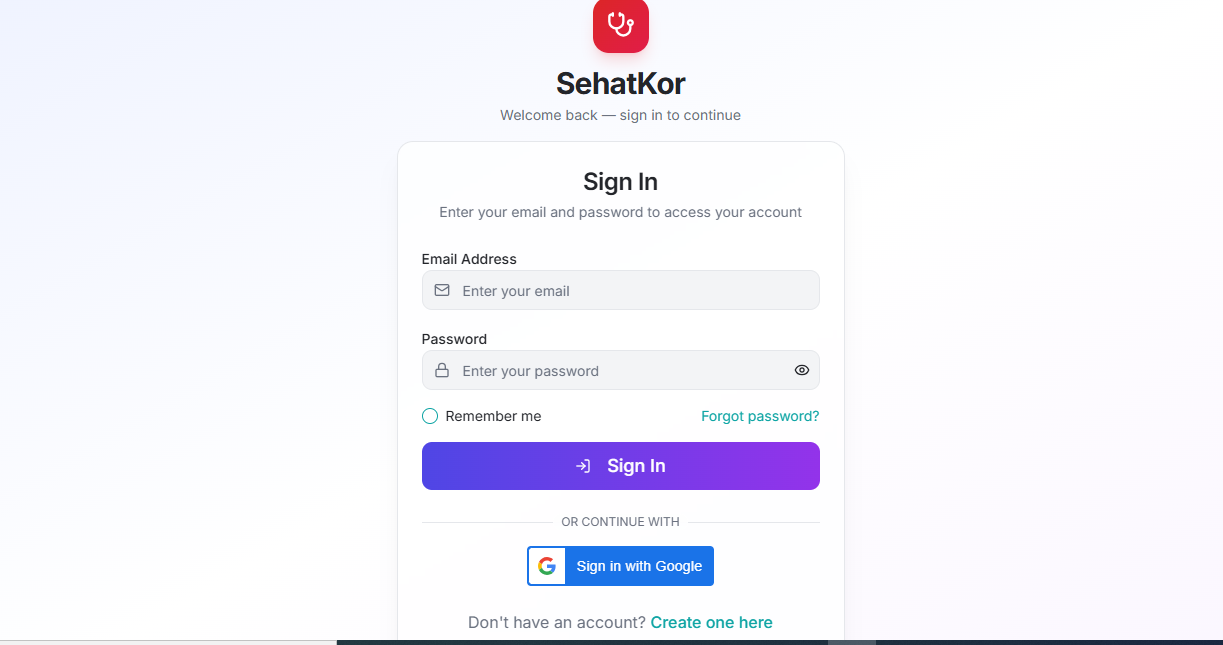 SehatKor
Welcome back — sign in to continue
Sign In
Enter your email and password to access your account
Email Address
Enter your email
Password
Enter your password
Remember me
Forgot password?
Sign In
OR CONTINUE WITH
Sign in with Google
Don't have an account? Create one here